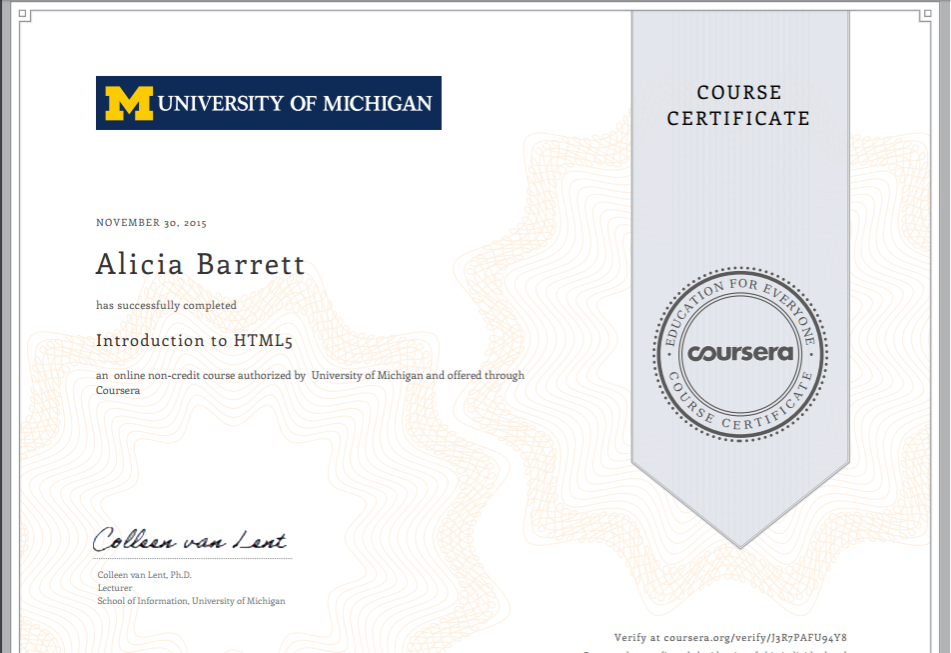 M UNIVERSITY OF MICHIGAN
COURSE
CERTIFICATE
NOVEMBER 30, 2015
Alicia Barrett
has successfully completed
Introduction to HTML5
an online non-credit course authorized by University of Michigan and offered through
Coursera
EDUCATION FOR EVERYONE
coursera
COURSE CERTIFICATE
Colleen van Lent
Colleen van Lent, Ph.D.
Lecturer
School of Information, University of Michigan
Verify at coursera.org/verify/J3R7PAFU94Y8